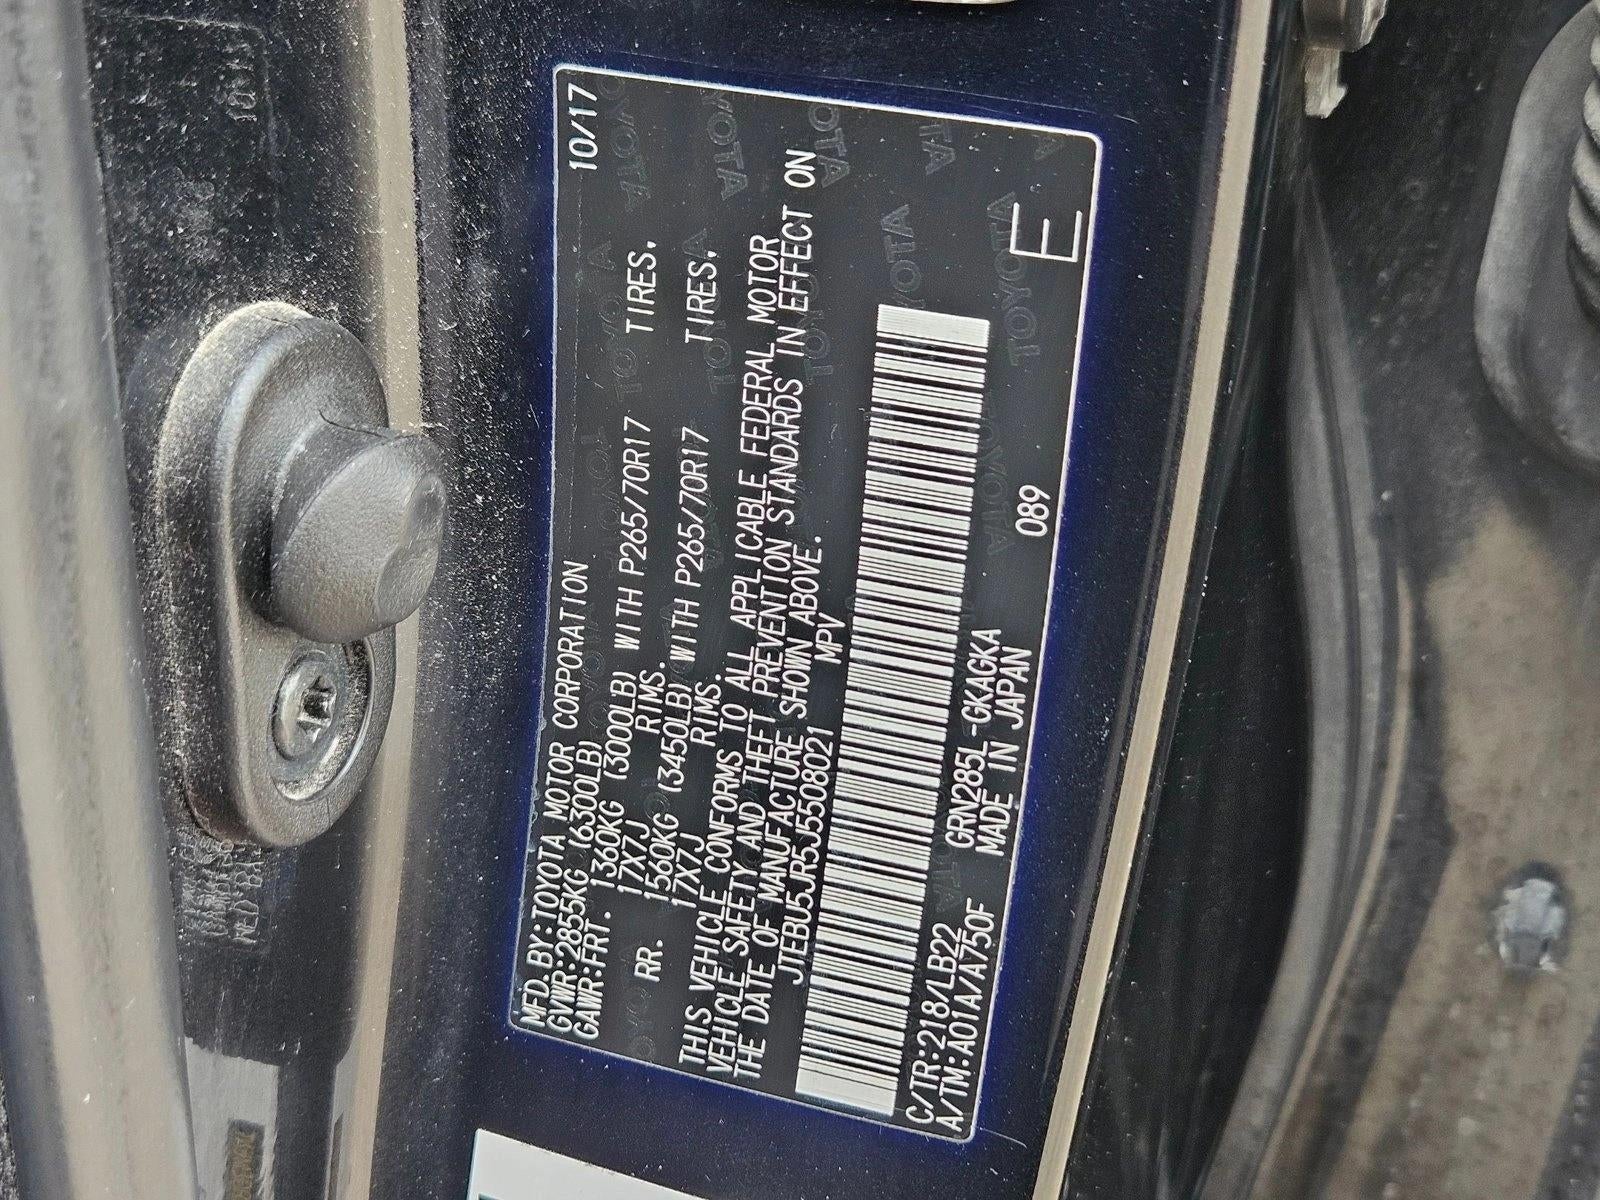 MFD.BY:TOYOTA MOTOR CORPORATION 10/17
GVWR:2855KG (6300LB)
GAWR:FRT. 1360KG (3000LB) WITH P265/70R17 TIRES,
17X7J RIMS.
RR. 1560KG (3450LB) WITH P265/70R17 TIRES,
17X7J RIMS.
THIS VEHICLE CONFORMS TO ALL APPLICABLE FEDERAL MOTOR
VEHICLE SAFETY AND THEFT PREVENTION STANDARDS IN EFFECT ON
THE DATE OF MANUFACTURE SHOWN ABOVE.
JTEBU5JR5J5508021 MPV
C/TR:218/LB22 GRN285L-GKAGKA 089
A/TM:A01A/A750F MADE IN JAPAN E